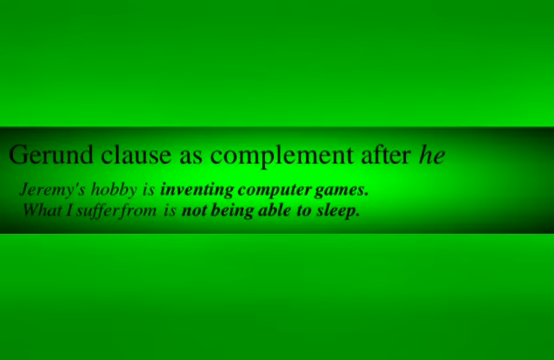 Gerund clause as complement after he
Jeremy's hobby is inventing computer games.
What I suffer from is not being able to sleep.